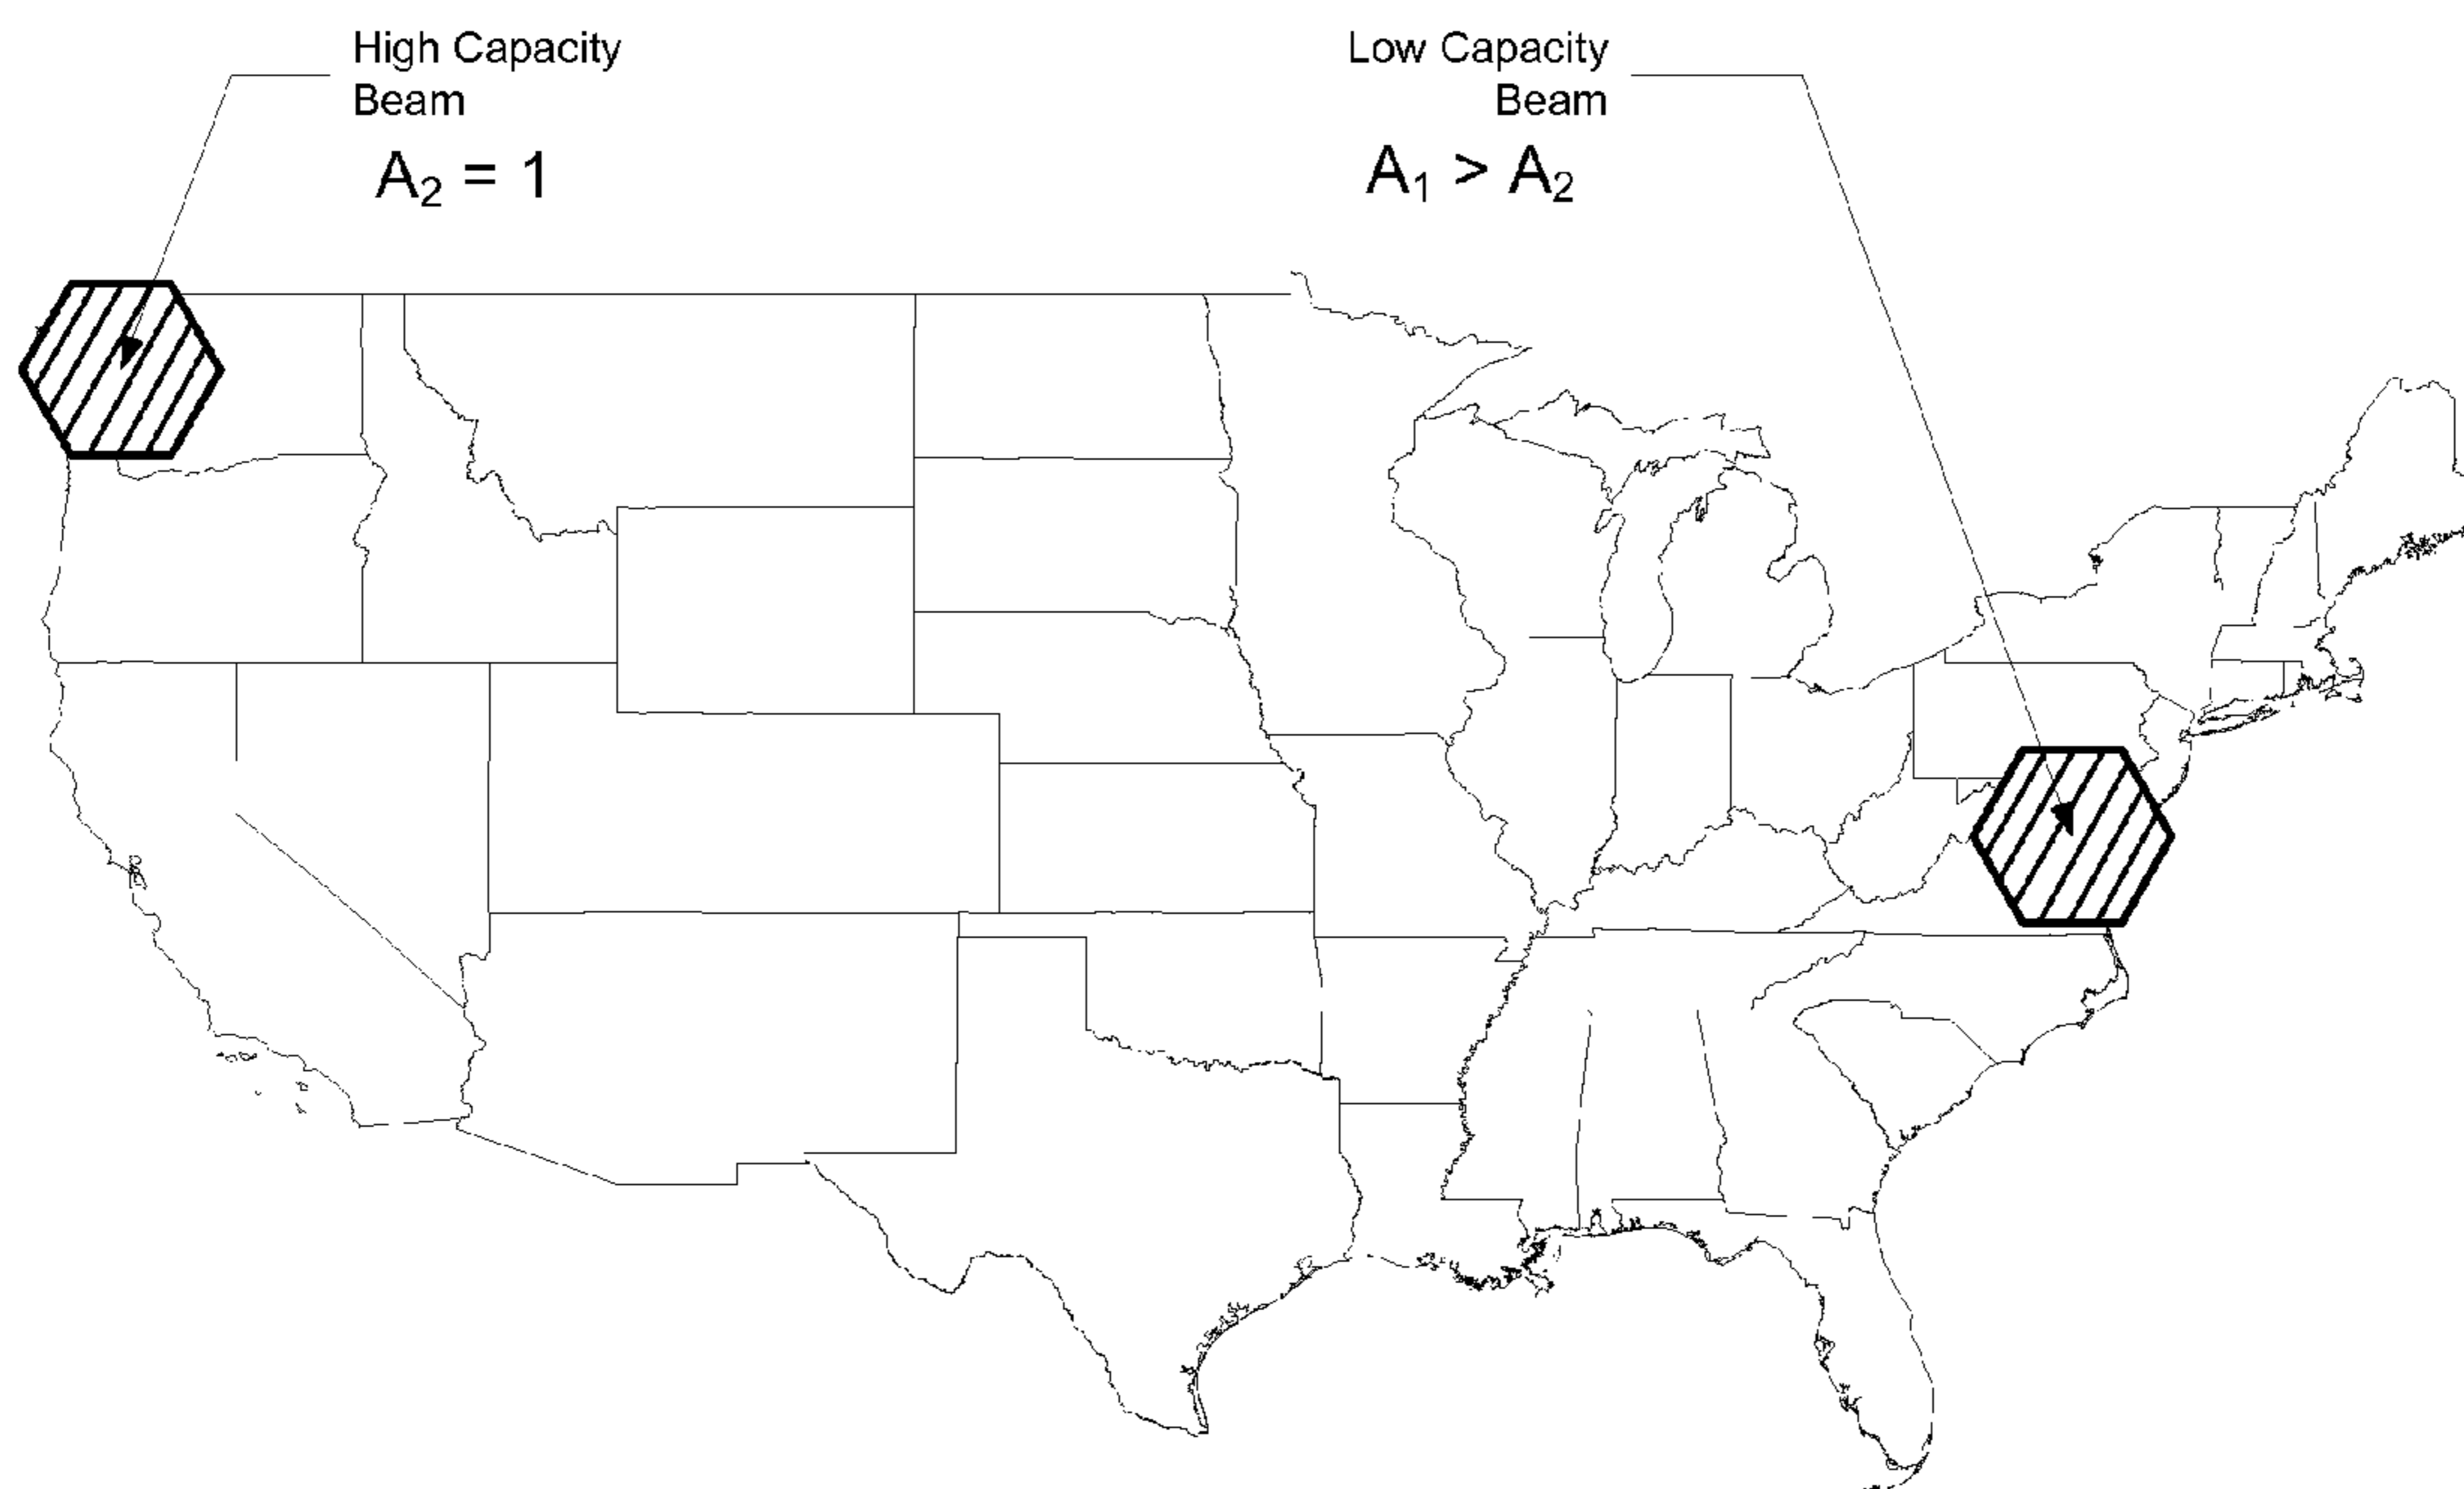 High Capacity
Beam
A₂ = 1
Low Capacity
Beam
A₁ > A₂